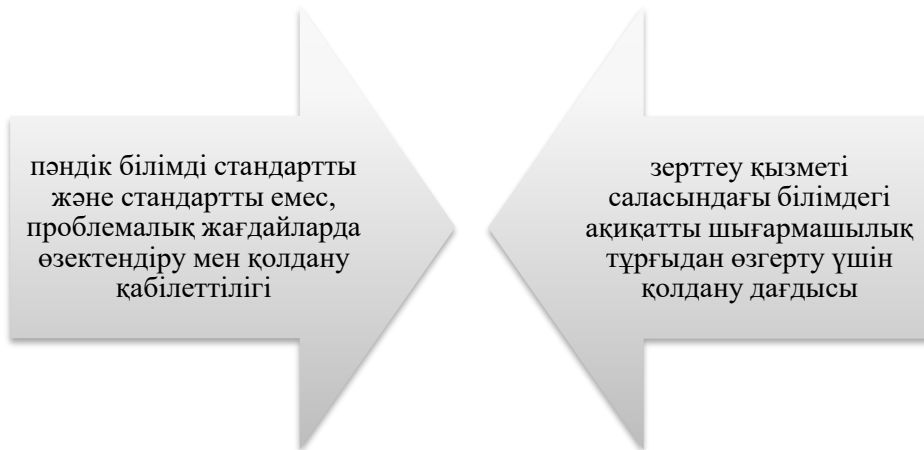 пәндік білімді стандартты
және стандартты емес,
проблемалық жағдайларда
өзектендіру мен қолдану
қабілеттілігі
зерттеу қызметі
саласындағы білімдегі
ақиқатты шығармашылық
тұрғыдан өзгерту үшін
қолдану дағдысы